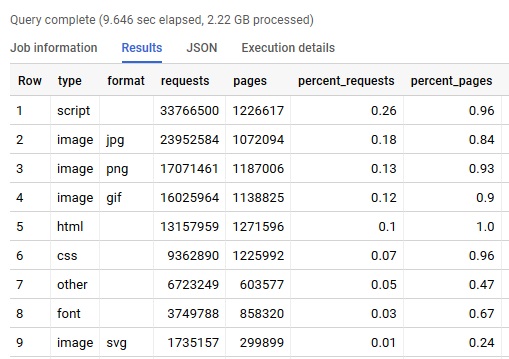 Query complete (9.646 sec elapsed, 2.22 GB processed)
Job information Results JSON Execution details
Row type format requests pages percent_requests percent_pages
1 script 33766500 1226617 0.26 0.96
2 image jpg 23952584 1072094 0.18 0.84
3 image png 17071461 1187006 0.13 0.93
4 image gif 16025964 1138825 0.12 0.9
5 html 13157959 1271596 0.1 1.0
6 css 9362890 1225992 0.07 0.96
7 other 6723249 603577 0.05 0.47
8 font 3749788 858320 0.03 0.67
9 image svg 1735157 299899 0.01 0.24